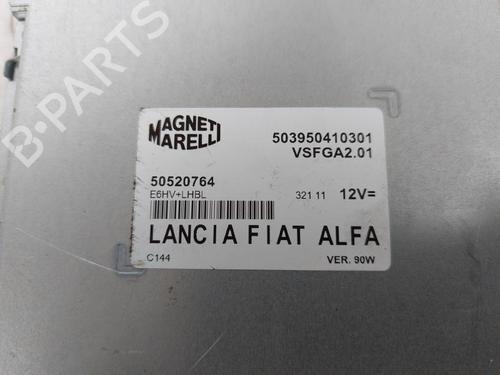 MAGNETI
MARELLI
503950410301
VSFGA2.01
50520764
E6HV+LHBL
321 11 12V=
LANCIA FIAT ALFA
C144
VER. 90W
B-PARTS